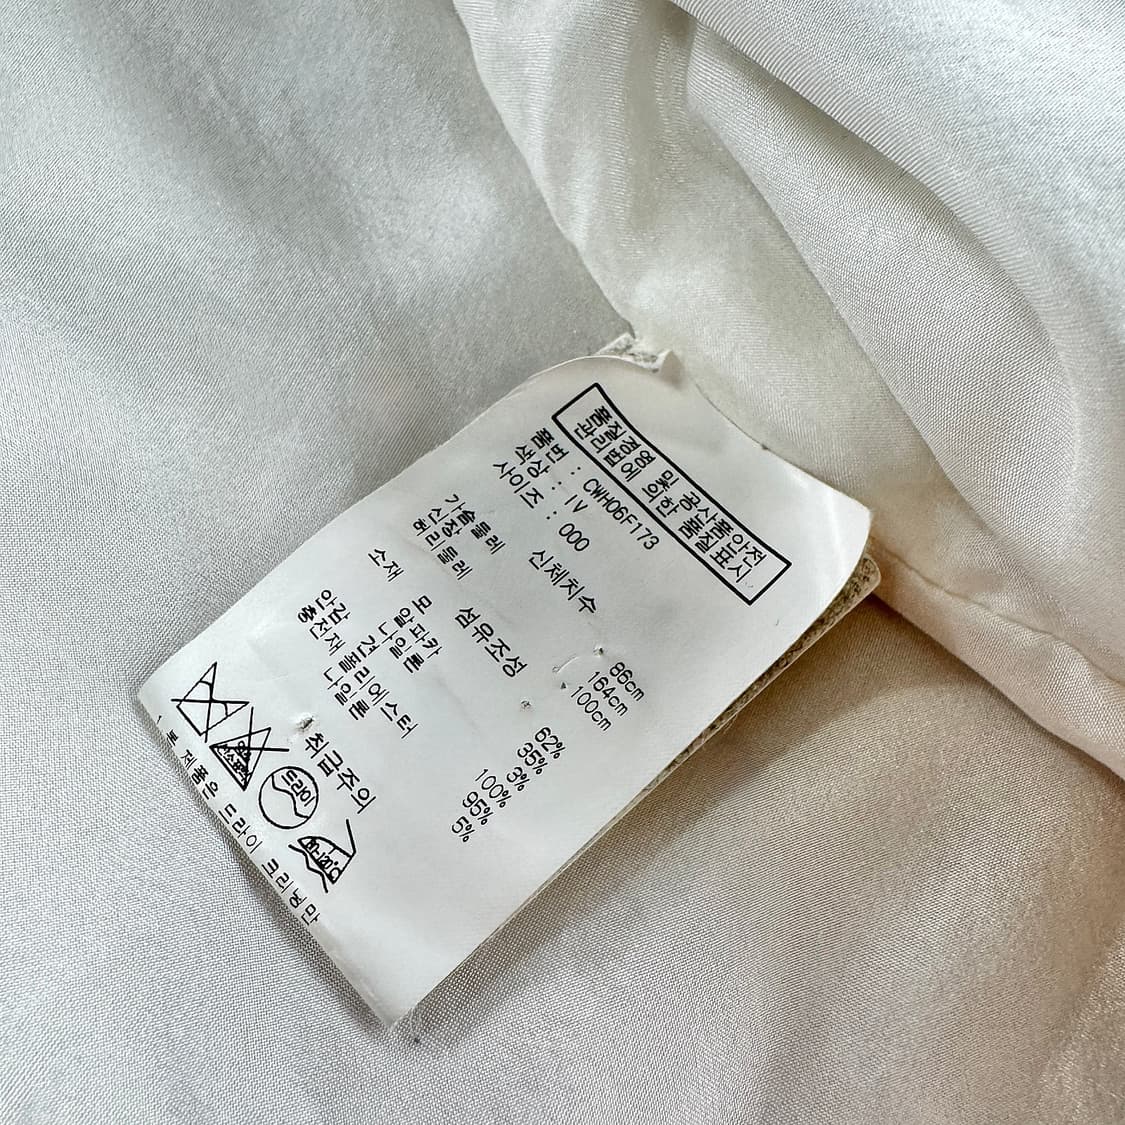 품질경영 및 공산품안전
관리법에 의한 품질표시
품번 : CWH06F173
색상 : IV
사이즈 : 000
신체치수
가슴둘레 86cm
신장 164cm
허리둘레 100cm
섬유조성
소재 모 62%
알파카 35%
나일론 3%
안감 견 100%
충전재 폴리에스터 95%
나일론 5%
취급주의
드라이
제품은 드라이 크리닝만